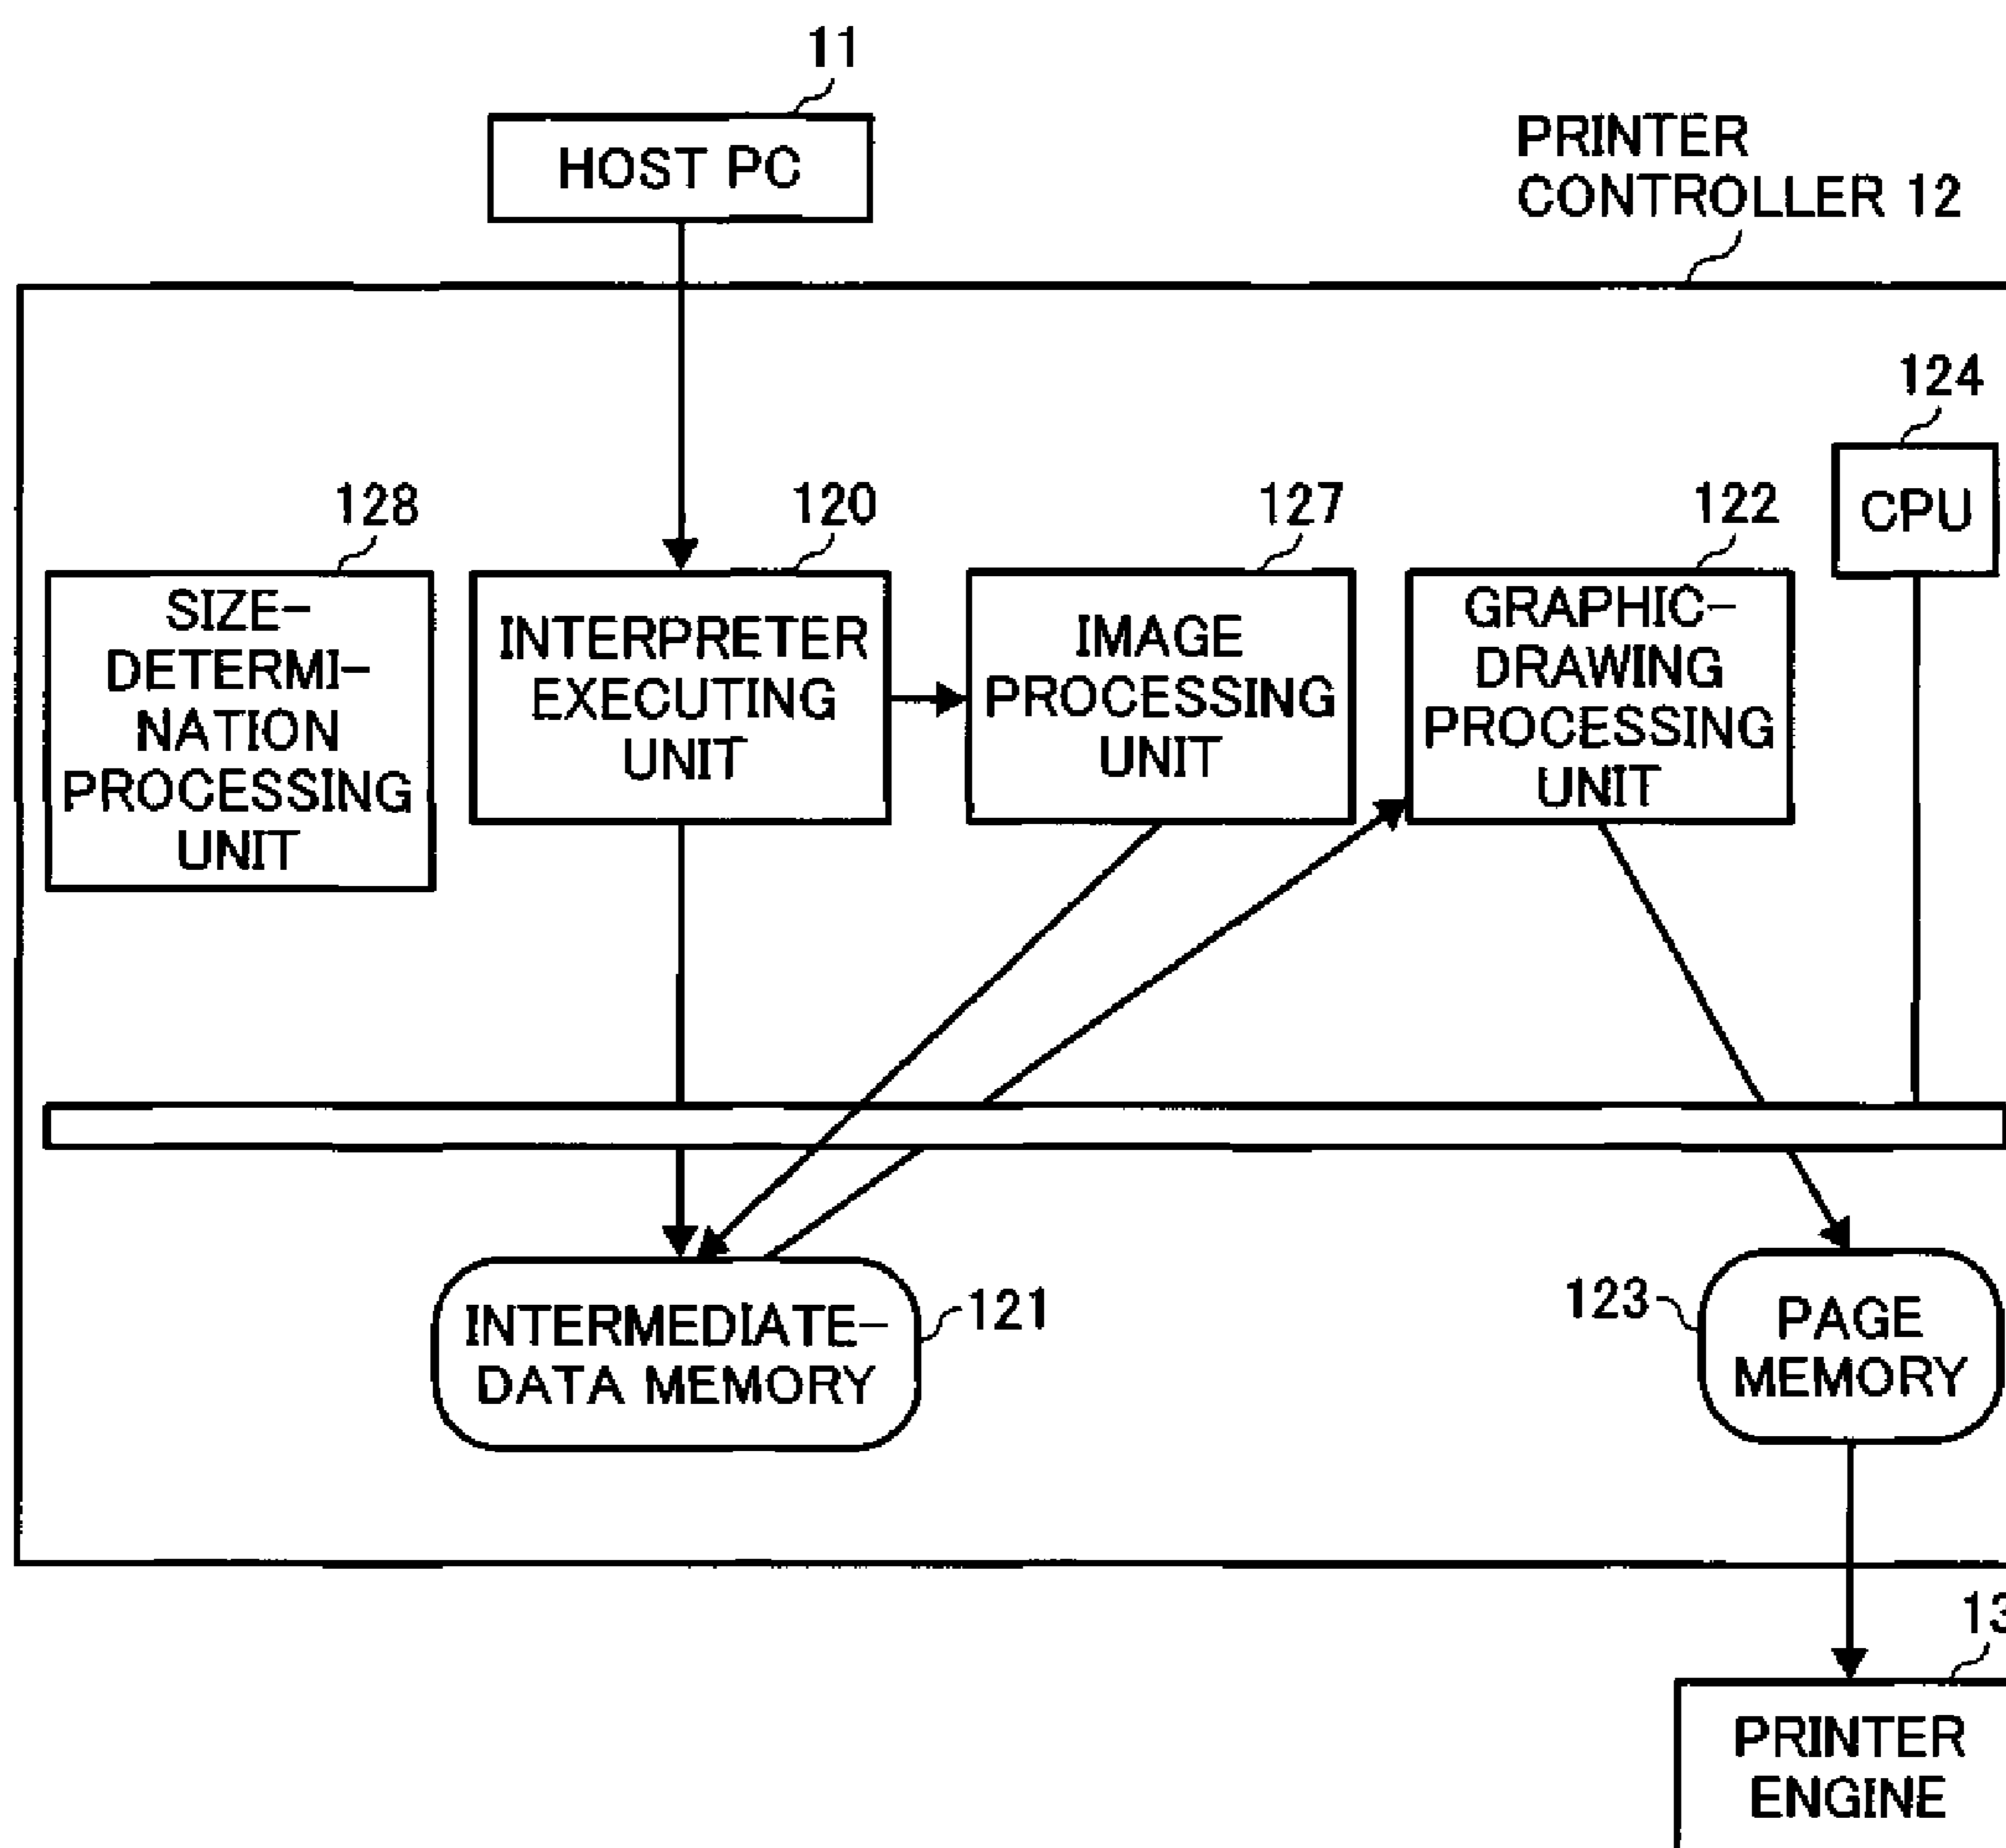 11
HOST PC
PRINTER
CONTROLLER 12
124
CPU
128
SIZE-
DETERMI-
NATION
PROCESSING
UNIT
120
INTERPRETER
EXECUTING
UNIT
127
IMAGE
PROCESSING
UNIT
122
GRAPHIC-
DRAWING
PROCESSING
UNIT
INTERMEDIATE-
DATA MEMORY
121
123
PAGE
MEMORY
13
PRINTER
ENGINE